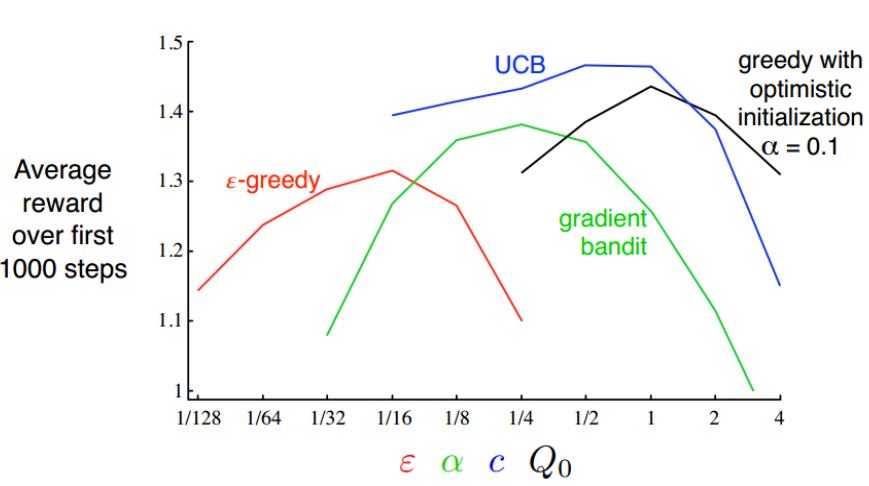 1.5
1.4
1.3
1.2
1.1
1
Average
reward
over first
1000 steps
ε-greedy
UCB
gradient
bandit
greedy with
optimistic
initialization
α = 0.1
1/128 1/64 1/32 1/16 1/8 1/4 1/2 1 2 4
ε α c Q₀